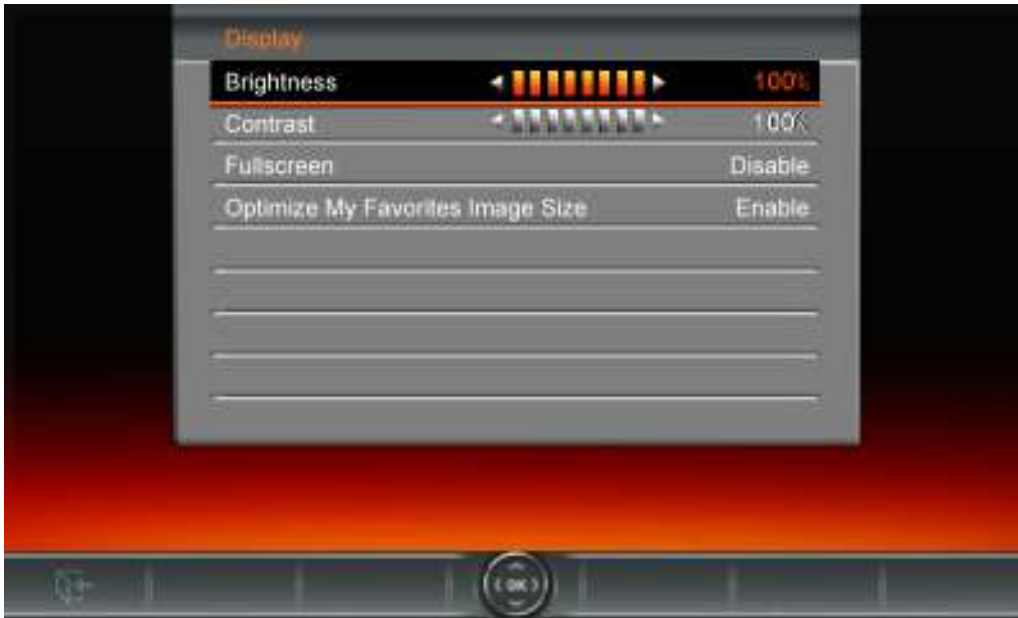 Display
Brightness 100%
Contrast 100%
Fullscreen Disable
Optimize My Favorites Image Size Enable
OK